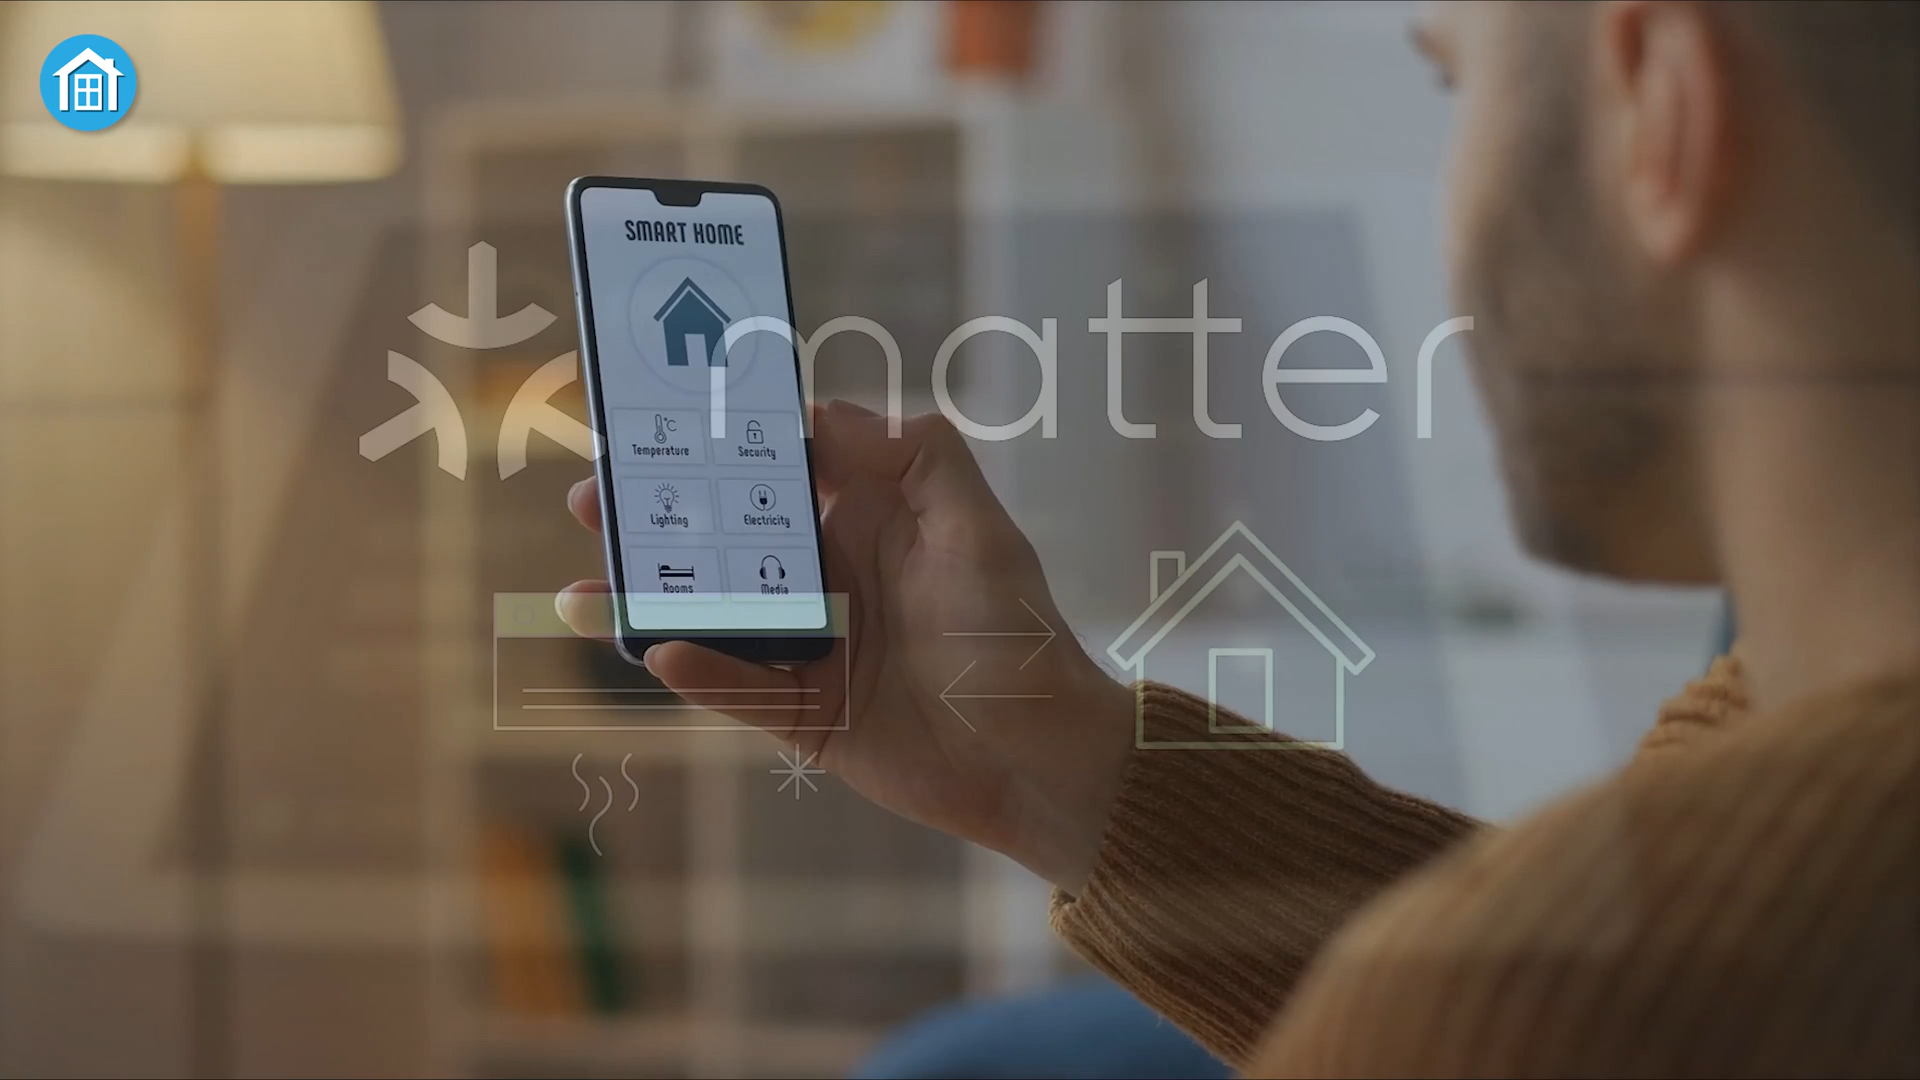 SMART HOME
matter
°C
Temperature
Security
Lighting
Electricity
Rooms
Media